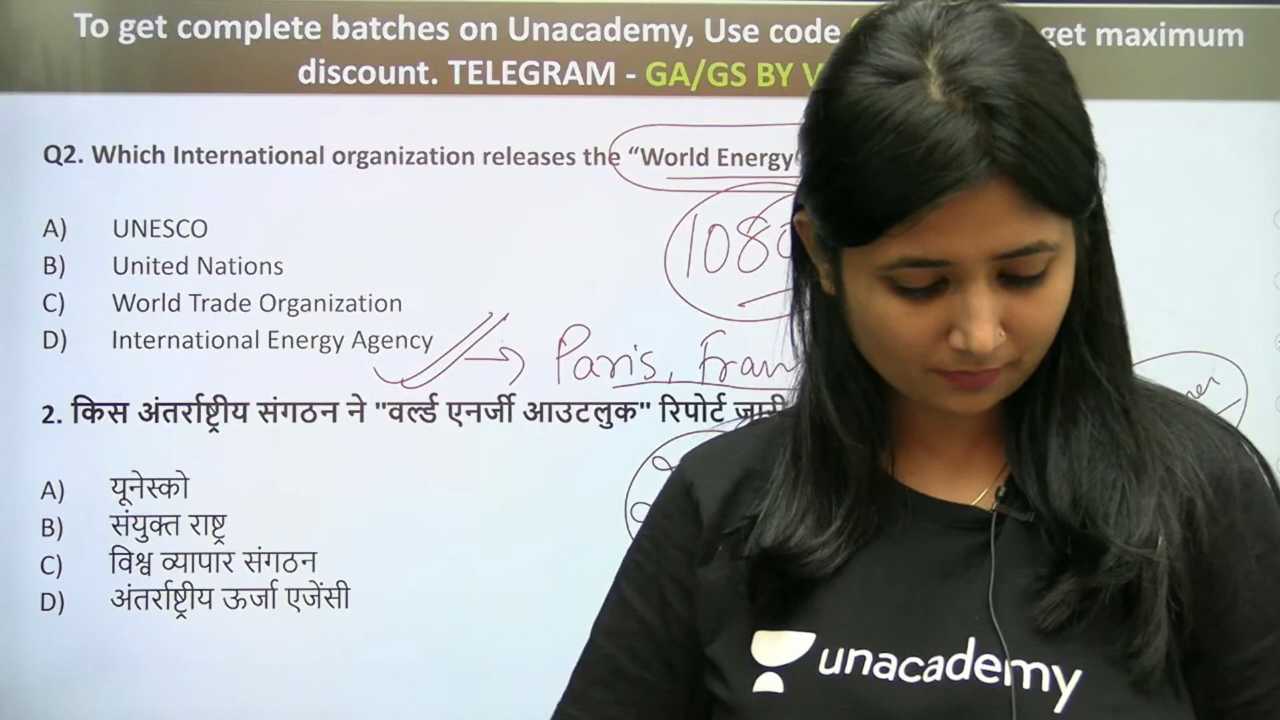 To get complete batches on Unacademy, Use code get maximum
discount. TELEGRAM - GA/GS BY V
Q2. Which International organization releases the “World Energy
1080
A) UNESCO
B) United Nations
C) World Trade Organization
D) International Energy Agency
Paris, Fran
2. किस अंतर्राष्ट्रीय संगठन ने "वर्ल्ड एनर्जी आउटलुक" रिपोर्ट जारी
A) यूनेस्को
B) संयुक्त राष्ट्र
C) विश्व व्यापार संगठन
D) अंतर्राष्ट्रीय ऊर्जा एजेंसी
unacademy